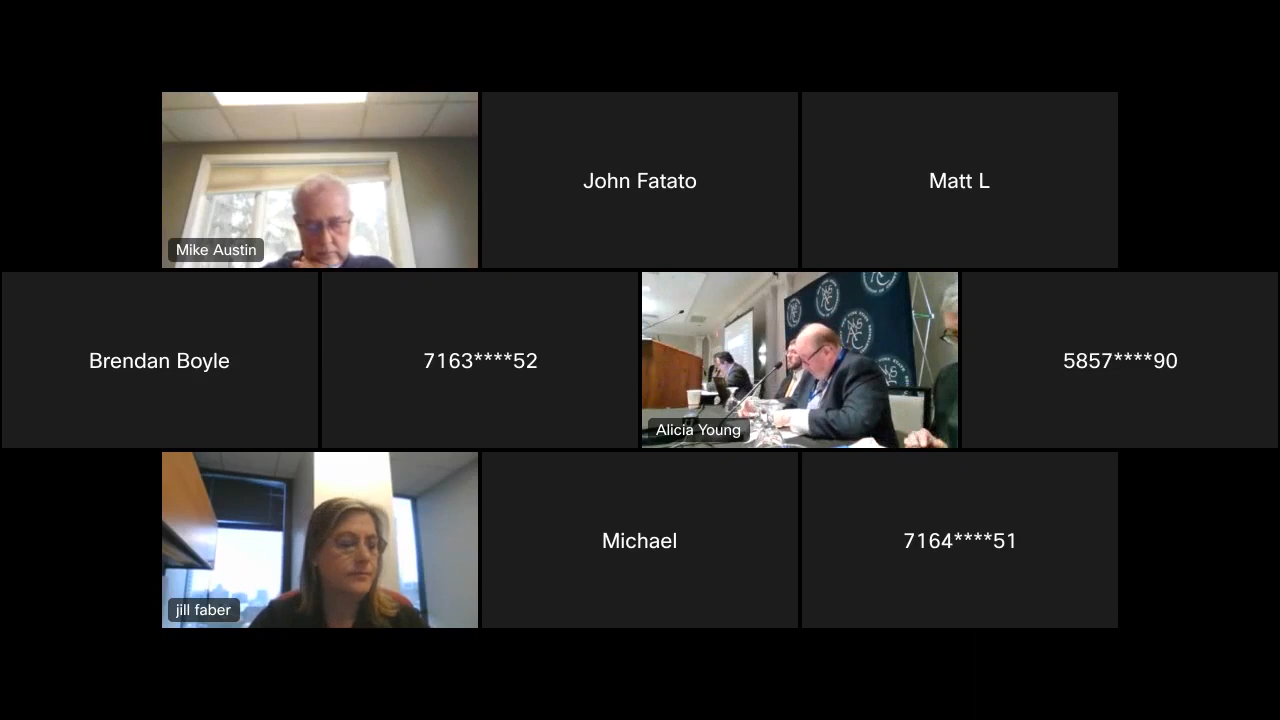 Mike Austin
John Fatato
Matt L
Brendan Boyle
7163****52
Alicia Young
5857****90
jill faber
Michael
7164****51